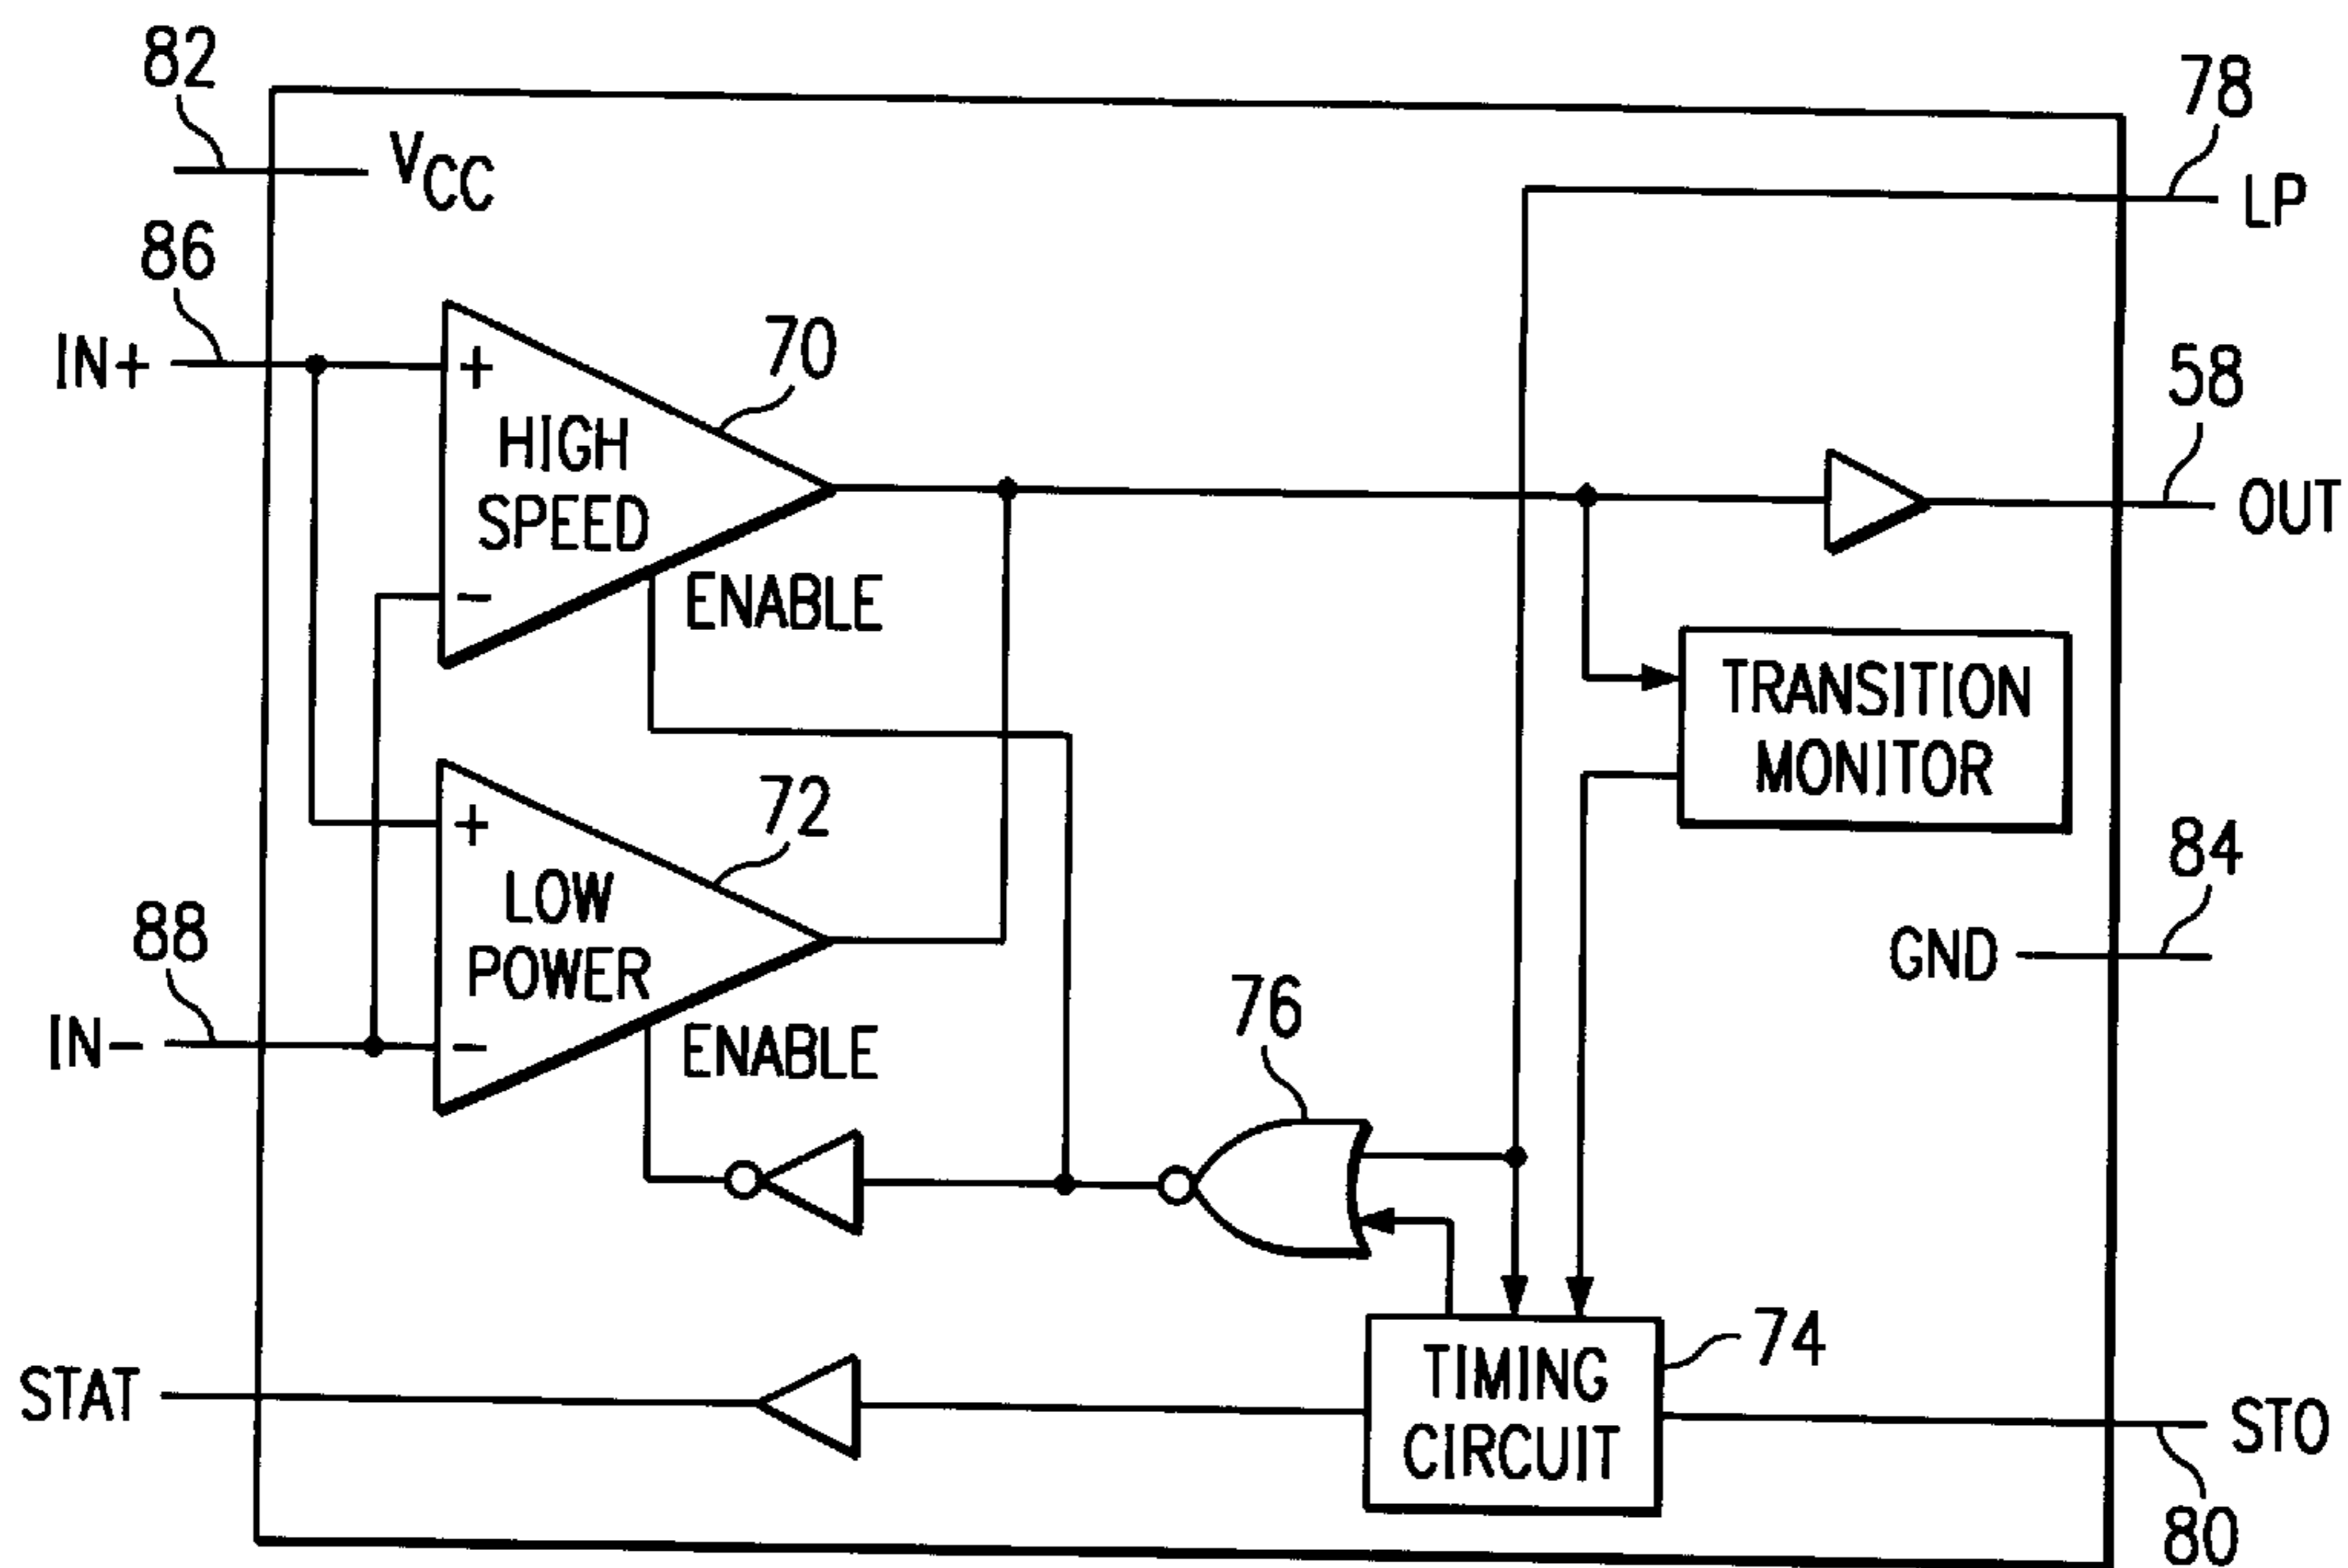 82
VCC
78
LP
86
IN+
+
HIGH
SPEED
-
ENABLE
70
58
OUT
TRANSITION
MONITOR
72
+
LOW
POWER
-
ENABLE
84
GND
88
IN-
76
STAT
TIMING
CIRCUIT
74
STO
80